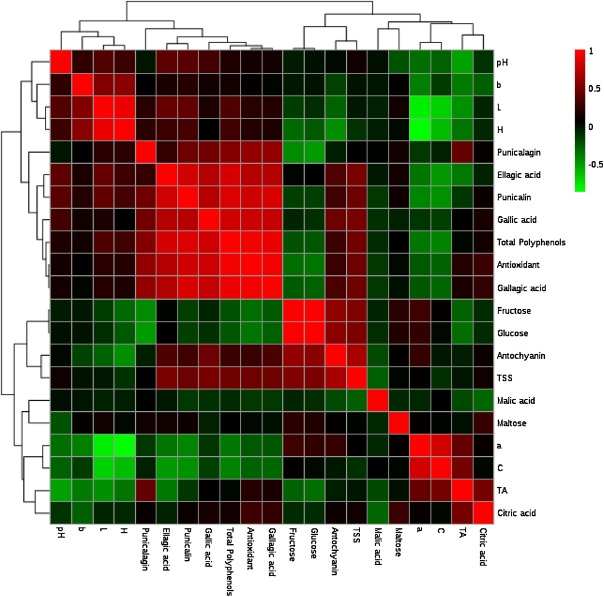 1
0.5
0
-0.5
pH
b
L
H
Punicalagin
Ellagic acid
Punicalin
Gallic acid
Total Polyphenols
Antioxidant
Gallagic acid
Fructose
Glucose
Antochyanin
TSS
Malic acid
Maltose
a
C
TA
Citric acid
pH
b
L
H
Punicalagin
Ellagic acid
Punicalin
Gallic acid
Total Polyphenols
Antioxidant
Gallagic acid
Fructose
Glucose
Antochyanin
TSS
Malic acid
Maltose
a
C
TA
Citric acid